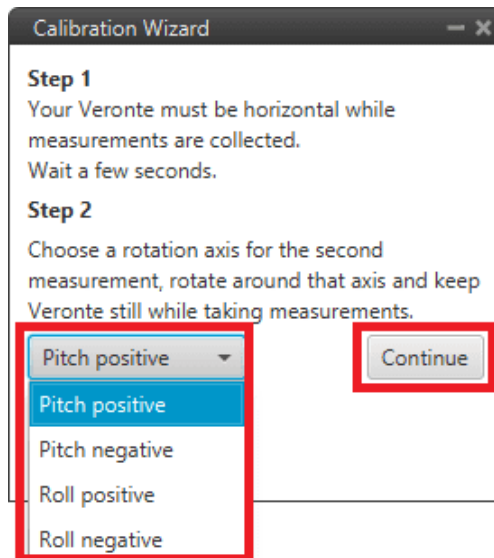 Calibration Wizard
Step 1
Your Veronte must be horizontal while
measurements are collected.
Wait a few seconds.
Step 2
Choose a rotation axis for the second
measurement, rotate around that axis and keep
Veronte still while taking measurements.
Pitch positive
Continue
Pitch positive
Pitch negative
Roll positive
Roll negative